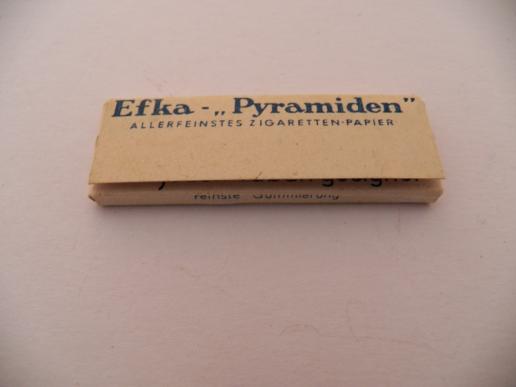 Efka - „Pyramiden”
ALLERFEINSTES ZIGARETTEN-PAPIER
feinste Gummierung